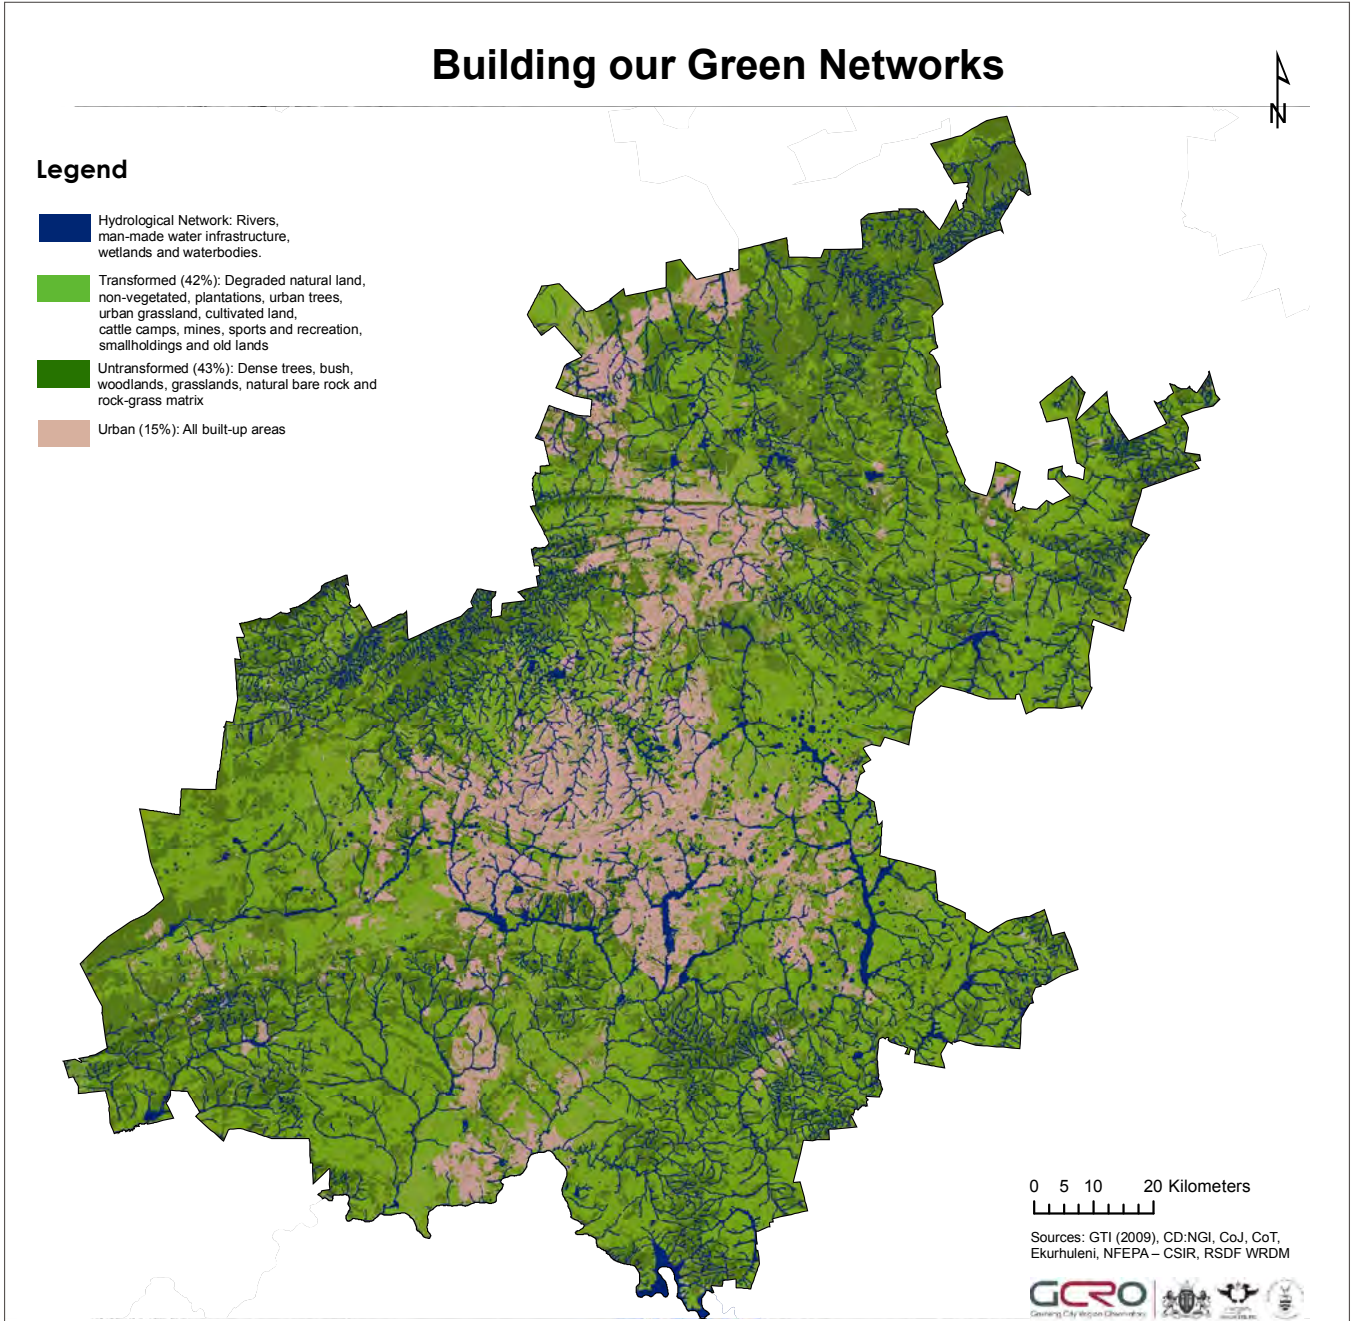 Building our Green Networks
N
Legend
Hydrological Network: Rivers,
man-made water infrastructure,
wetlands and waterbodies.
Transformed (42%): Degraded natural land,
non-vegetated, plantations, urban trees,
urban grassland, cultivated land,
cattle camps, mines, sports and recreation,
smallholdings and old lands
Untransformed (43%): Dense trees, bush,
woodlands, grasslands, natural bare rock and
rock-grass matrix
Urban (15%): All built-up areas
0 5 10 20 Kilometers
Sources: GTI (2009), CD:NGI, CoJ, CoT,
Ekurhuleni, NFEPA – CSIR, RSDF WRDM
GCRO
Gauteng City-Region Observatory